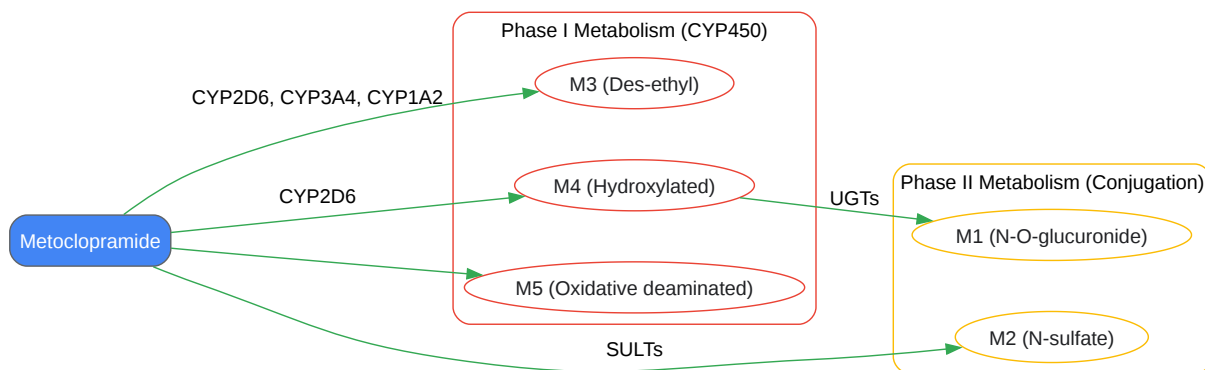 Phase I Metabolism (CYP450)
M3 (Des-ethyl)
CYP2D6, CYP3A4, CYP1A2
M4 (Hydroxylated)
CYP2D6
UGTs
Phase II Metabolism (Conjugation)
Metoclopramide
M1 (N-O-glucuronide)
M5 (Oxidative deaminated)
M2 (N-sulfate)
SULTs